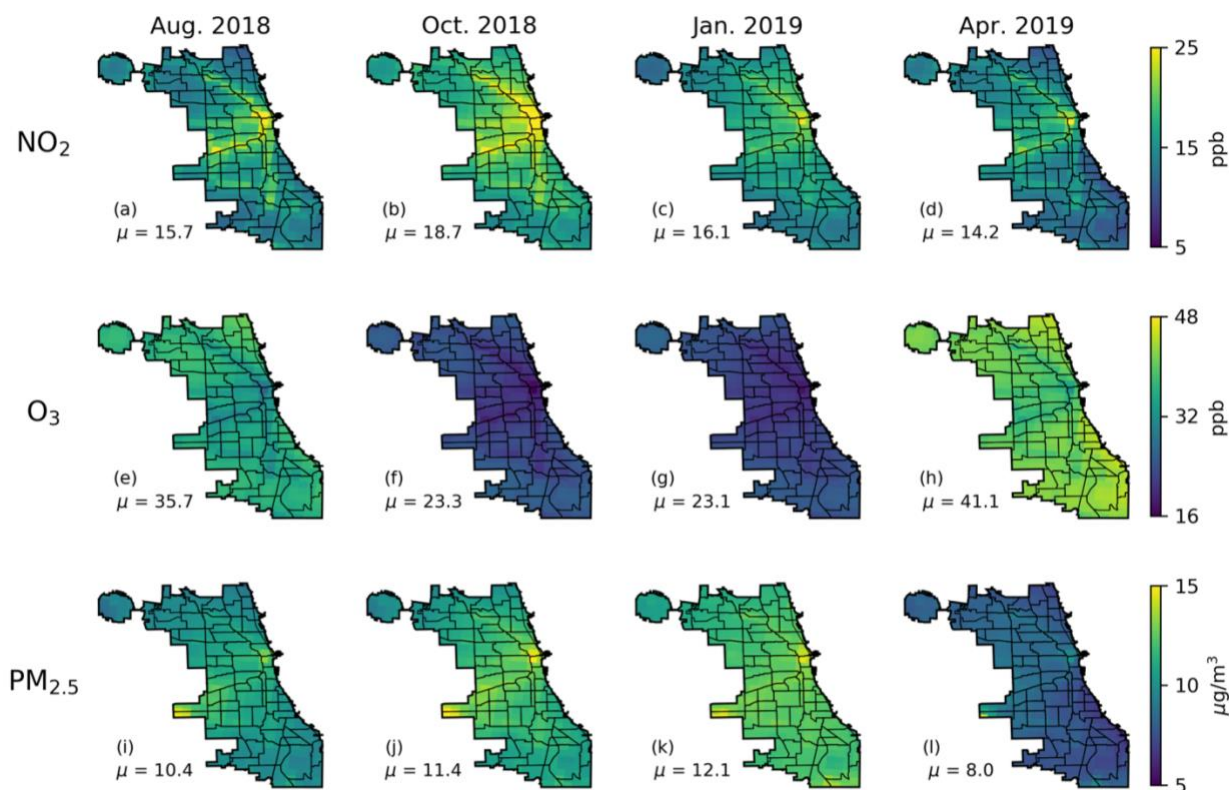 Aug. 2018 Oct. 2018 Jan. 2019 Apr. 2019
NO₂
(a)
μ = 15.7
(b)
μ = 18.7
(c)
μ = 16.1
(d)
μ = 14.2
25
15
5
ppb
O₃
(e)
μ = 35.7
(f)
μ = 23.3
(g)
μ = 23.1
(h)
μ = 41.1
48
32
16
ppb
PM₂.₅
(i)
μ = 10.4
(j)
μ = 11.4
(k)
μ = 12.1
(l)
μ = 8.0
15
10
5
μg/m³